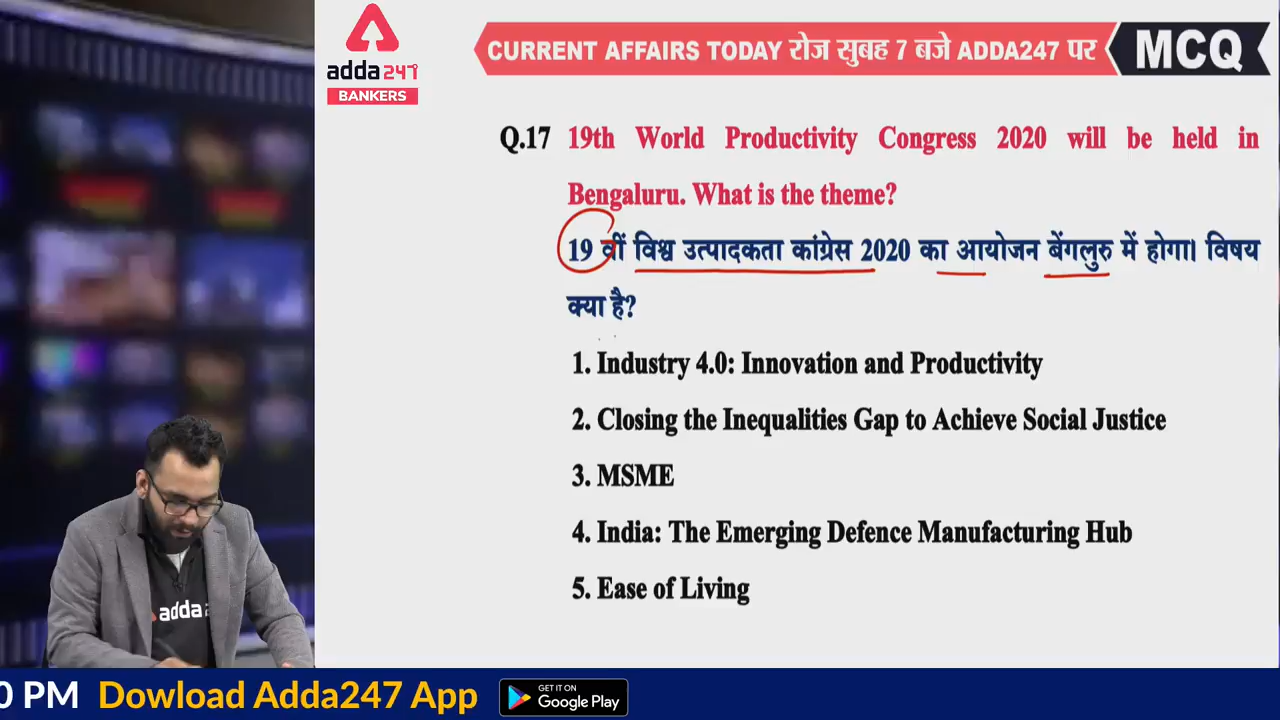 adda247
BANKERS
CURRENT AFFAIRS TODAY रोज सुबह 7 बजे ADDA247 पर
MCQ
Q.17 19th World Productivity Congress 2020 will be held in
Bengaluru. What is the theme?
19 वीं विश्व उत्पादकता कांग्रेस 2020 का आयोजन बेंगलुरु में होगा। विषय
क्या है?
1. Industry 4.0: Innovation and Productivity
2. Closing the Inequalities Gap to Achieve Social Justice
3. MSME
4. India: The Emerging Defence Manufacturing Hub
5. Ease of Living
adda
0 PM Dowload Adda247 App
GET IT ON
Google Play